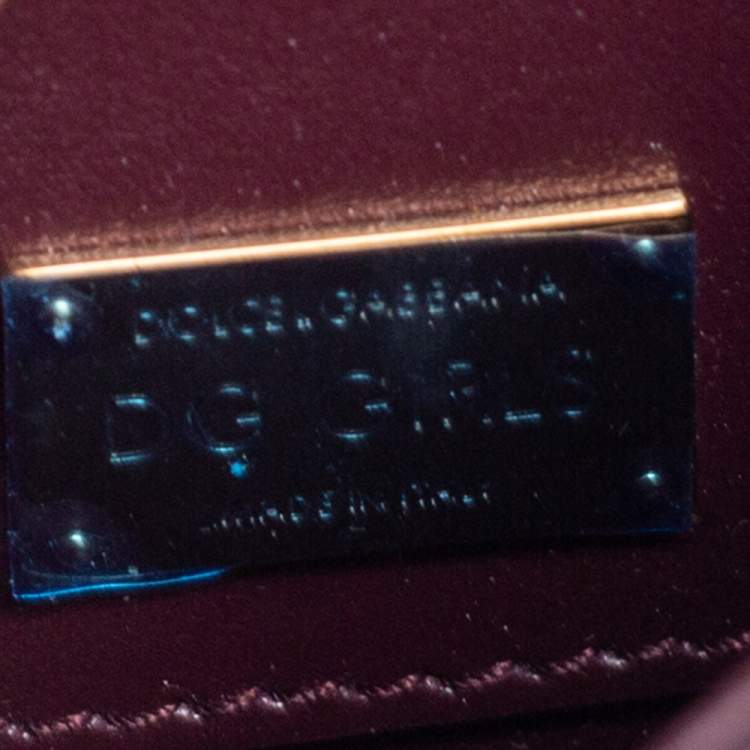 DOLCE & GABBANA
DG GIRLS
MADE IN ITALY